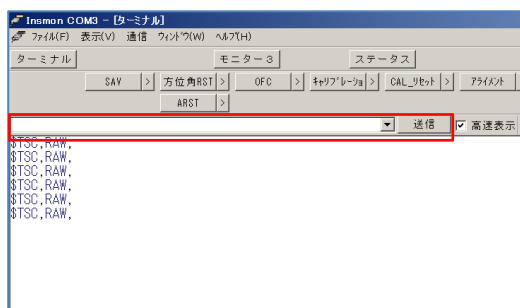 Insmon COM3 - [ターミナル]
ファイル(F) 表示(V) 通信 ウィンドウ(W) ヘルプ(H)
ターミナル モニター3 ステータス
SAV > 方位角RST > OFC > キャリブレーショ > CAL_リセット > アライメント
ARST >
送信 高速表示
$TSC,RAW,
$TSC,RAW,
$TSC,RAW,
$TSC,RAW,
$TSC,RAW,
$TSC,RAW,